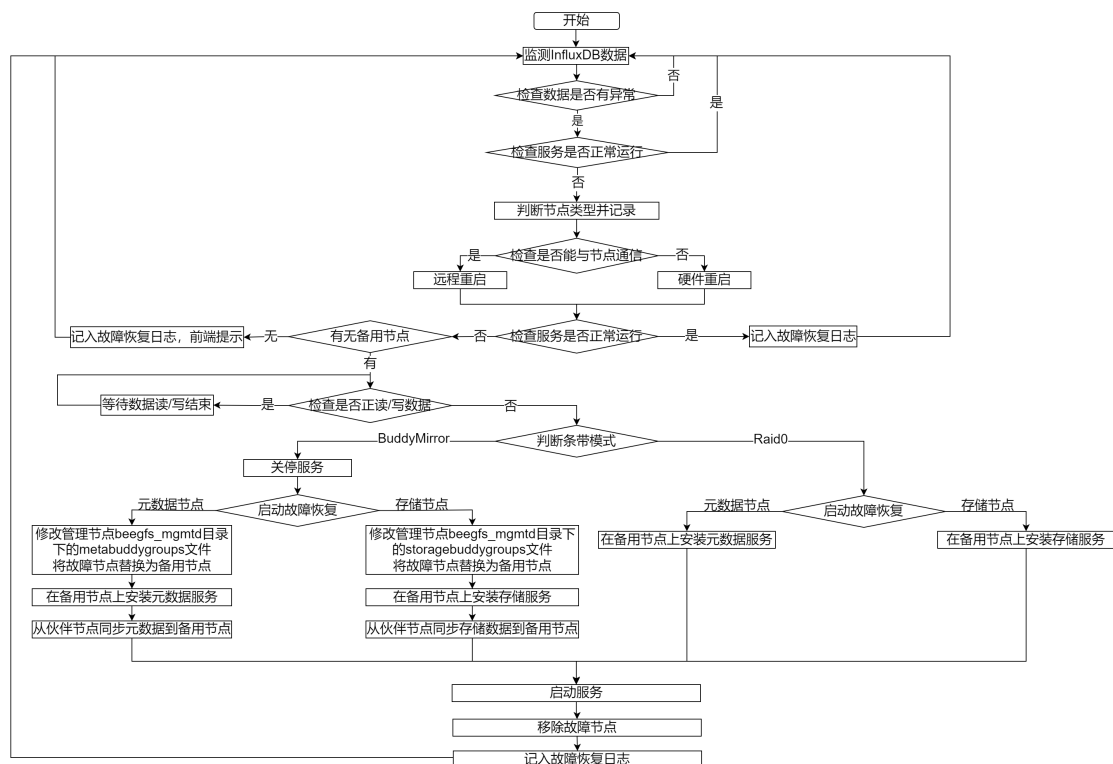 开始
监测InfluxDB数据
否
检查数据是否有异常
是
是
检查服务是否正常运行
否
判断节点类型并记录
检查是否能与节点通信
是
否
远程重启
硬件重启
记入故障恢复日志，前端提示
无
有无备用节点
否
检查服务是否正常运行
是
记入故障恢复日志
有
等待数据读/写结束
是
检查是否正读/写数据
否
BuddyMirror
判断条带模式
Raid0
关停服务
元数据节点
启动故障恢复
存储节点
元数据节点
启动故障恢复
存储节点
修改管理节点beegfs_mgmtd目录
下的metabuddygroups文件
将故障节点替换为备用节点
修改管理节点beegfs_mgmtd目录下
的storagebuddygroups文件
将故障节点替换为备用节点
在备用节点上安装元数据服务
在备用节点上安装存储服务
在备用节点上安装元数据服务
在备用节点上安装存储服务
从伙伴节点同步元数据到备用节点
从伙伴节点同步存储数据到备用节点
启动服务
移除故障节点
记入故障恢复日志